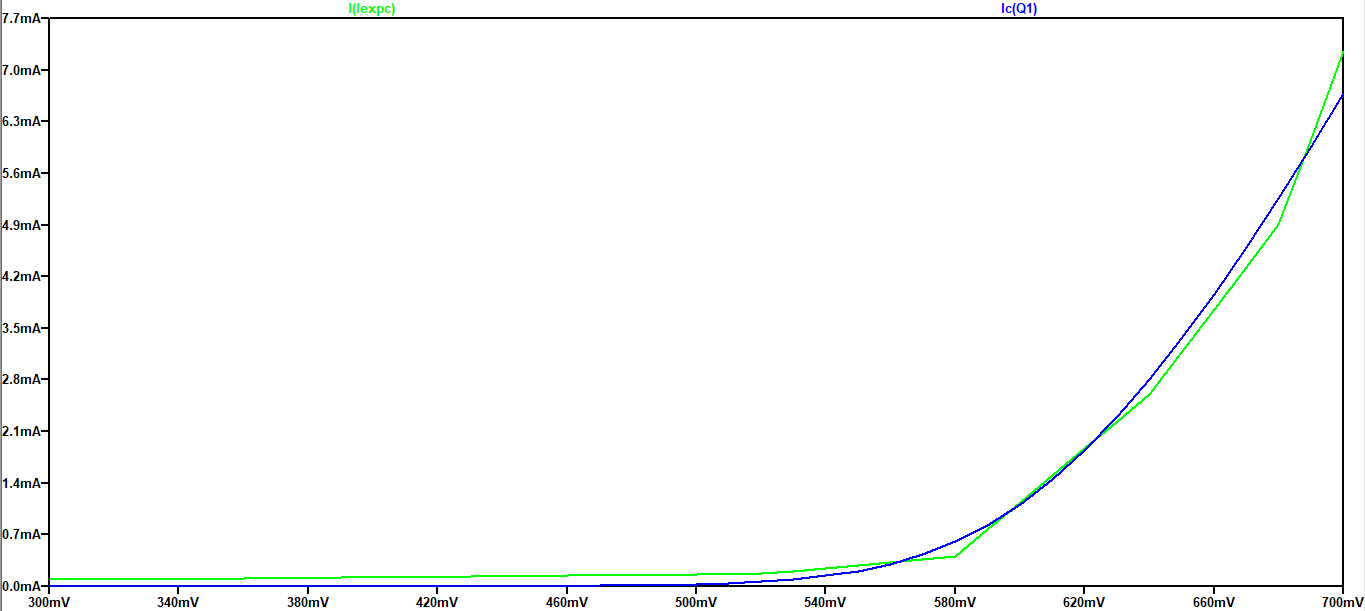 I(Iexpc) Ic(Q1)
7.7mA
7.0mA
6.3mA
5.6mA
4.9mA
4.2mA
3.5mA
2.8mA
2.1mA
1.4mA
0.7mA
0.0mA
300mV 340mV 380mV 420mV 460mV 500mV 540mV 580mV 620mV 660mV 700mV